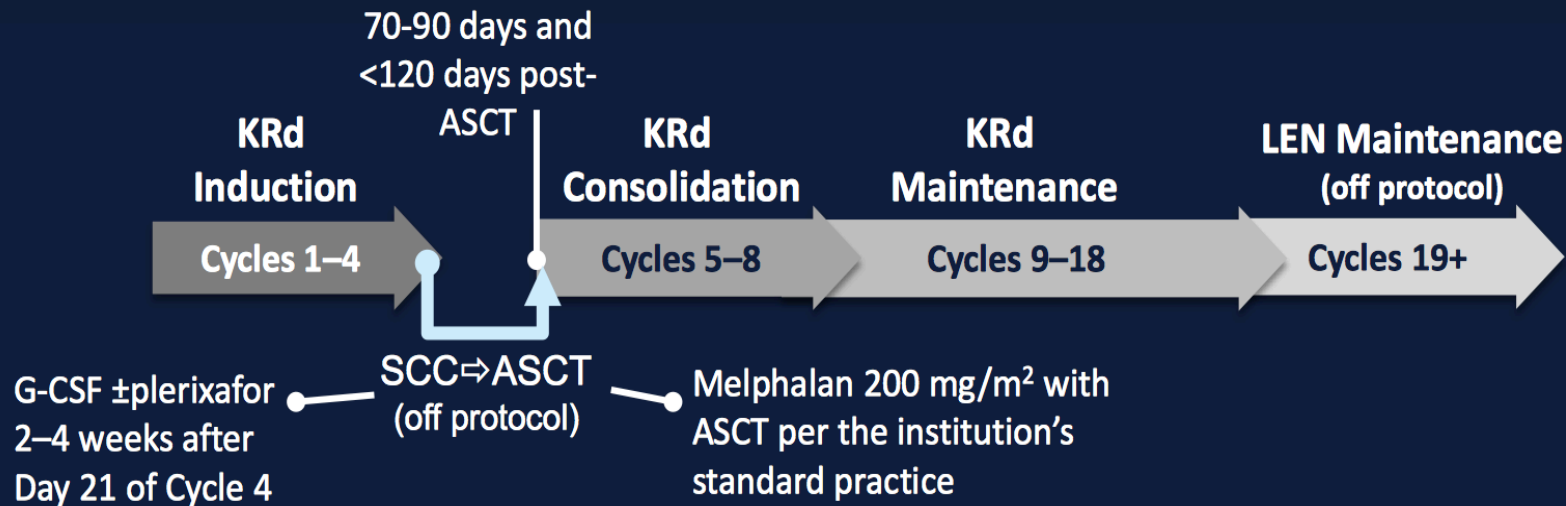 70-90 days and
<120 days post-
ASCT
KRd
Induction
KRd
Consolidation
KRd
Maintenance
LEN Maintenance
(off protocol)
Cycles 1–4
Cycles 5–8
Cycles 9–18
Cycles 19+
SCC⇨ASCT
(off protocol)
G-CSF ±plerixafor
2–4 weeks after
Day 21 of Cycle 4
Melphalan 200 mg/m² with
ASCT per the institution’s
standard practice